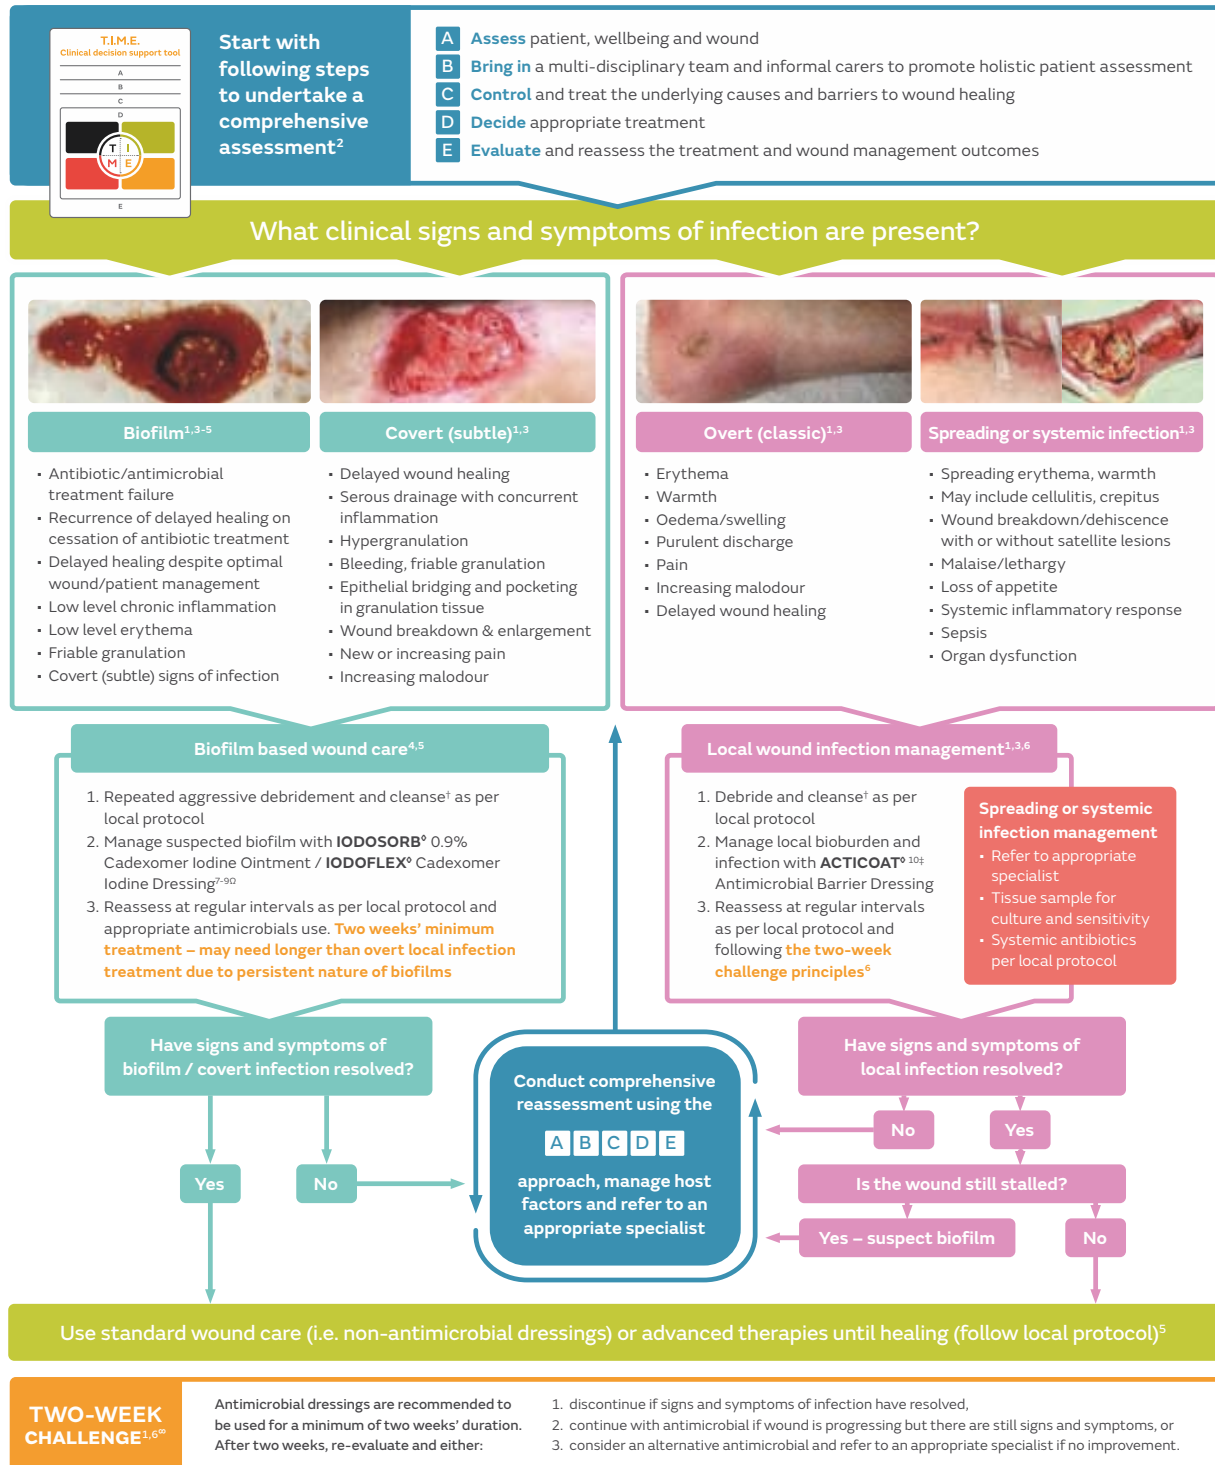 T.I.M.E.
Clinical decision support tool
A
B
C
D
T I
M E
E
Start with
following steps
to undertake a
comprehensive
assessment²
A Assess patient, wellbeing and wound
B Bring in a multi-disciplinary team and informal carers to promote holistic patient assessment
C Control and treat the underlying causes and barriers to wound healing
D Decide appropriate treatment
E Evaluate and reassess the treatment and wound management outcomes
What clinical signs and symptoms of infection are present?
Biofilm¹,³⁻⁵
▪ Antibiotic/antimicrobial
treatment failure
▪ Recurrence of delayed healing on
cessation of antibiotic treatment
▪ Delayed healing despite optimal
wound/patient management
▪ Low level chronic inflammation
▪ Low level erythema
▪ Friable granulation
▪ Covert (subtle) signs of infection
Covert (subtle)¹,³
▪ Delayed wound healing
▪ Serous drainage with concurrent
inflammation
▪ Hypergranulation
▪ Bleeding, friable granulation
▪ Epithelial bridging and pocketing
in granulation tissue
▪ Wound breakdown & enlargement
▪ New or increasing pain
▪ Increasing malodour
Overt (classic)¹,³
▪ Erythema
▪ Warmth
▪ Oedema/swelling
▪ Purulent discharge
▪ Pain
▪ Increasing malodour
▪ Delayed wound healing
Spreading or systemic infection¹,³
▪ Spreading erythema, warmth
▪ May include cellulitis, crepitus
▪ Wound breakdown/dehiscence
with or without satellite lesions
▪ Malaise/lethargy
▪ Loss of appetite
▪ Systemic inflammatory response
▪ Sepsis
▪ Organ dysfunction
Biofilm based wound care⁴,⁵
1. Repeated aggressive debridement and cleanse† as per
local protocol
2. Manage suspected biofilm with IODOSORB◊ 0.9%
Cadexomer Iodine Ointment / IODOFLEX◊ Cadexomer
Iodine Dressing⁷⁻⁹Ω
3. Reassess at regular intervals as per local protocol and
appropriate antimicrobials use. Two weeks' minimum
treatment – may need longer than overt local infection
treatment due to persistent nature of biofilms
Local wound infection management¹,³,⁶
1. Debride and cleanse† as per
local protocol
2. Manage local bioburden and
infection with ACTICOAT◊ ¹⁰‡
Antimicrobial Barrier Dressing
3. Reassess at regular intervals
as per local protocol and
following the two-week
challenge principles⁶
Spreading or systemic
infection management
▪ Refer to appropriate
specialist
▪ Tissue sample for
culture and sensitivity
▪ Systemic antibiotics
per local protocol
Have signs and symptoms of
biofilm / covert infection resolved?
Yes
No
Conduct comprehensive
reassessment using the
A B C D E
approach, manage host
factors and refer to an
appropriate specialist
Have signs and symptoms of
local infection resolved?
No
Yes
Is the wound still stalled?
Yes – suspect biofilm
No
Use standard wound care (i.e. non-antimicrobial dressings) or advanced therapies until healing (follow local protocol)⁵
TWO-WEEK
CHALLENGE¹,⁶∞
Antimicrobial dressings are recommended to
be used for a minimum of two weeks' duration.
After two weeks, re-evaluate and either:
1. discontinue if signs and symptoms of infection have resolved,
2. continue with antimicrobial if wound is progressing but there are still signs and symptoms, or
3. consider an alternative antimicrobial and refer to an appropriate specialist if no improvement.